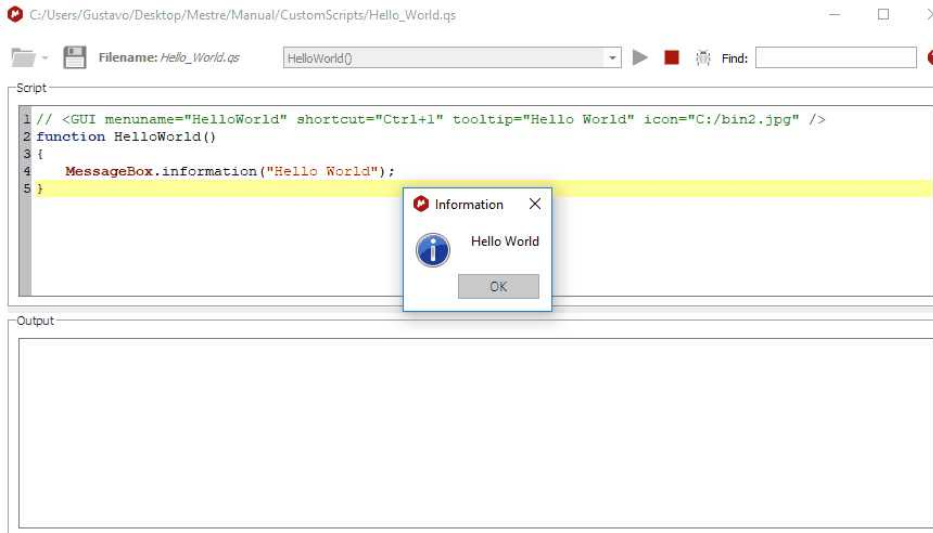 C:/Users/Gustavo/Desktop/Mestre/Manual/CustomScripts/Hello_World.qs
Filename: Hello_World.qs HelloWorld() Find:
Script
1 // <GUI menuname="HelloWorld" shortcut="Ctrl+1" tooltip="Hello World" icon="C:/bin2.jpg" />
2 function HelloWorld()
3 {
4 MessageBox.information("Hello World");
5 }
Information
Hello World
OK
Output